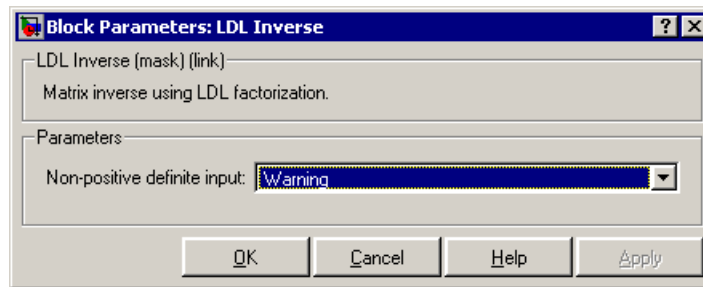 Block Parameters: LDL Inverse
LDL Inverse (mask) (link)
Matrix inverse using LDL factorization.
Parameters
Non-positive definite input: Warning
OK Cancel Help Apply